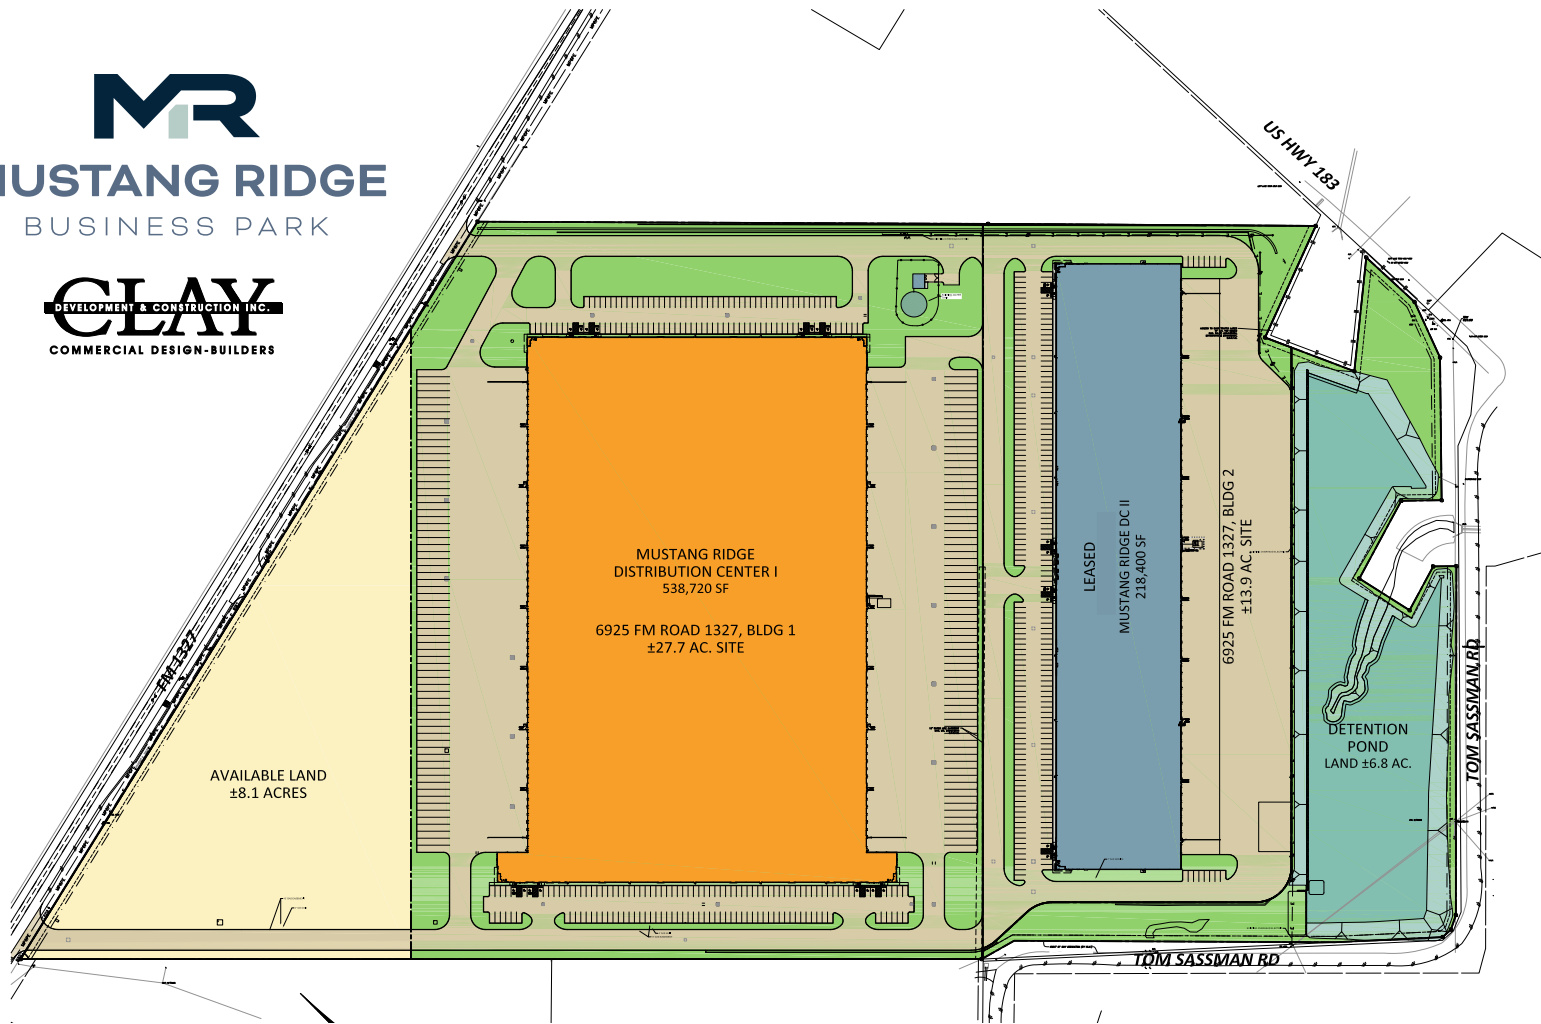 MR
MUSTANG RIDGE
BUSINESS PARK
CLAY
DEVELOPMENT & CONSTRUCTION INC.
COMMERCIAL DESIGN-BUILDERS
US HWY 183
FM 1327
AVAILABLE LAND
±8.1 ACRES
MUSTANG RIDGE
DISTRIBUTION CENTER I
538,720 SF
6925 FM ROAD 1327, BLDG 1
±27.7 AC. SITE
LEASED
MUSTANG RIDGE DC II
218,400 SF
6925 FM ROAD 1327, BLDG 2
±13.9 AC. SITE
DETENTION
POND
LAND ±6.8 AC.
TOM SASSMAN RD
TOM SASSMAN RD